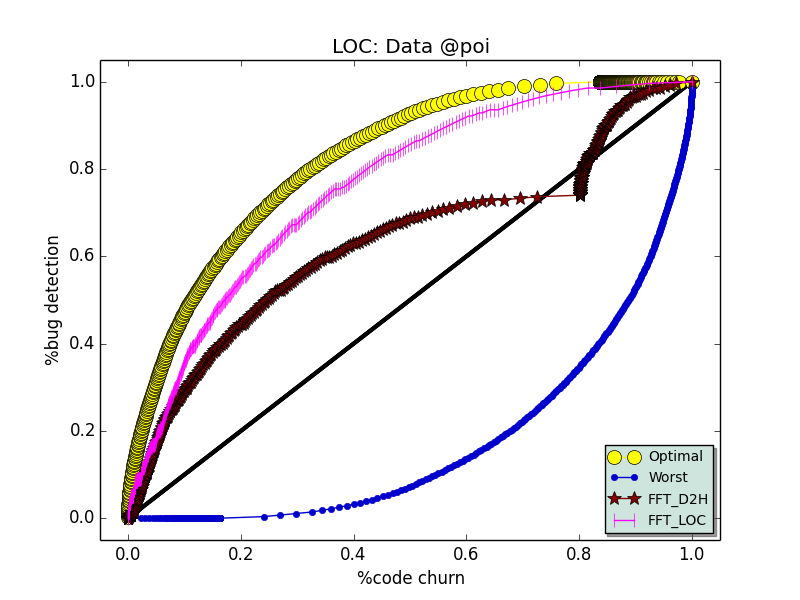 LOC: Data @poi
%bug detection
1.0
0.8
0.6
0.4
0.2
0.0
0.0 0.2 0.4 0.6 0.8 1.0
%code churn
Optimal
Worst
FFT_D2H
FFT_LOC